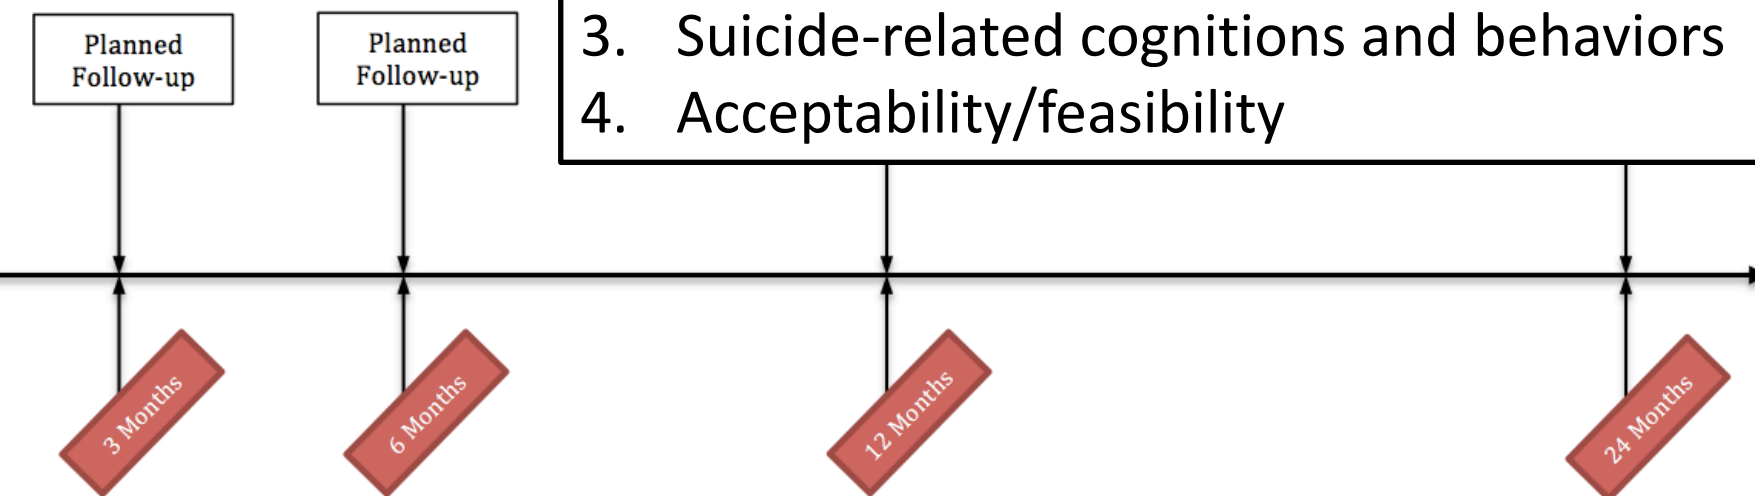 Planned
Follow-up
Planned
Follow-up
3. Suicide-related cognitions and behaviors
4. Acceptability/feasibility
3 Months
6 Months
12 Months
24 Months